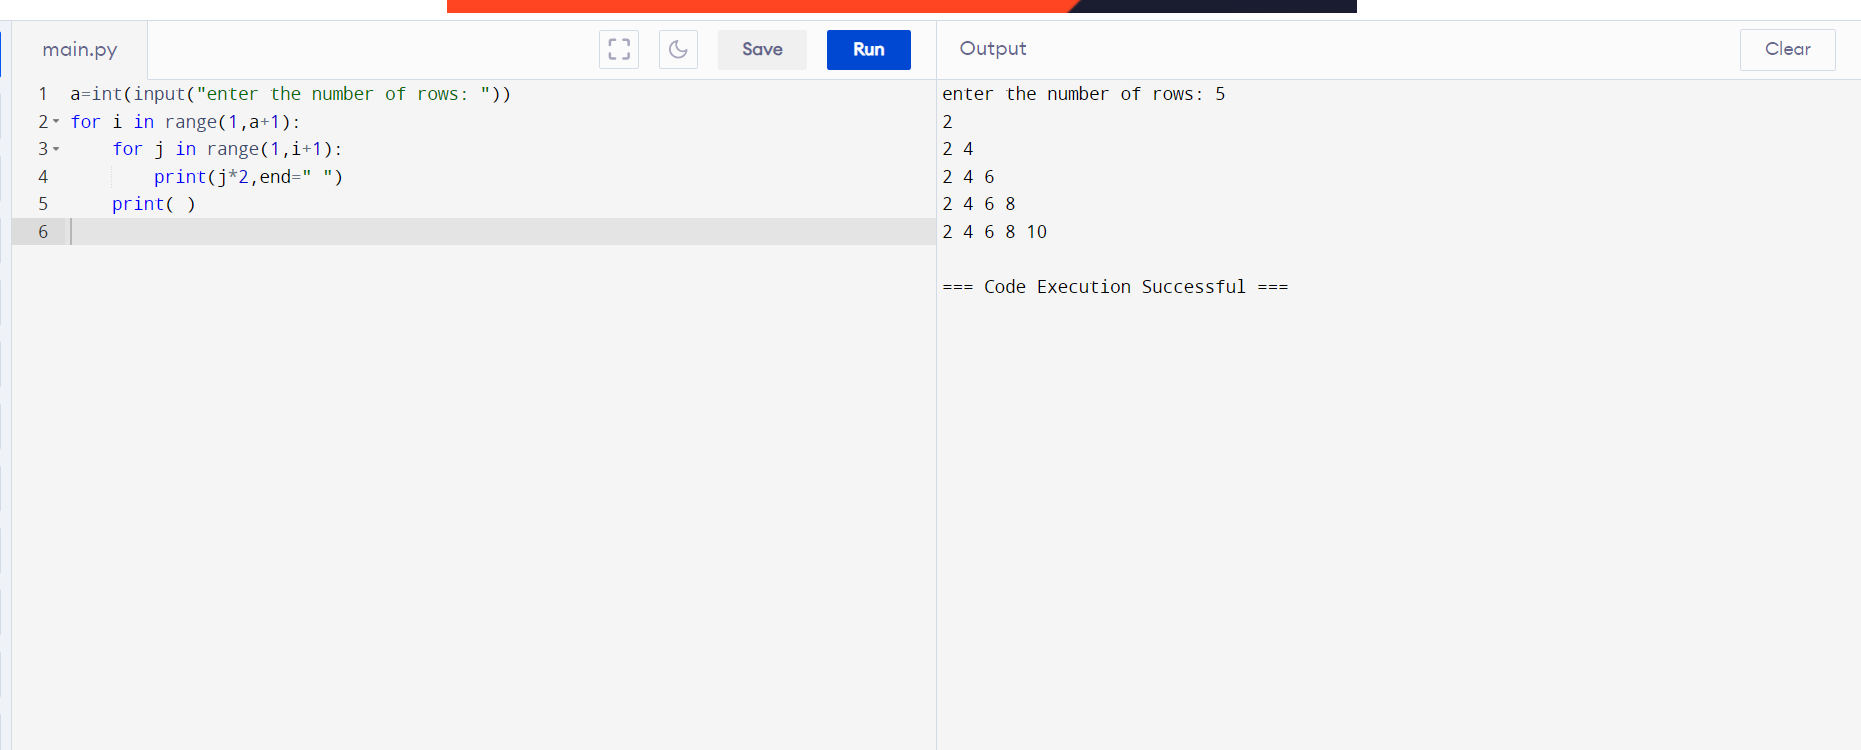 main.py
Save
Run
Output
Clear
1 a=int(input("enter the number of rows: "))
2 for i in range(1,a+1):
3     for j in range(1,i+1):
4         print(j*2,end=" ")
5     print( )
6
enter the number of rows: 5
2
2 4
2 4 6
2 4 6 8
2 4 6 8 10
=== Code Execution Successful ===